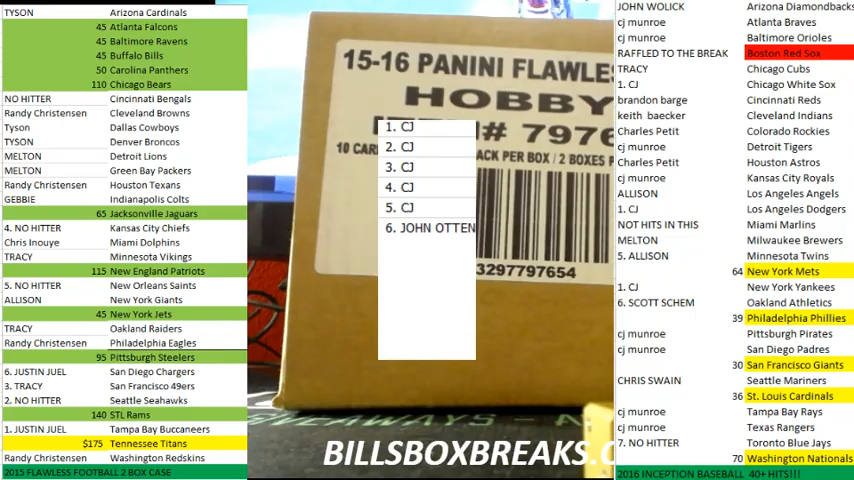 TYSON Arizona Cardinals
45 Atlanta Falcons
45 Baltimore Ravens
45 Buffalo Bills
50 Carolina Panthers
110 Chicago Bears
NO HITTER Cincinnati Bengals
Randy Christensen Cleveland Browns
Tyson Dallas Cowboys
TYSON Denver Broncos
MELTON Detroit Lions
MELTON Green Bay Packers
Randy Christensen Houston Texans
GEBBIE Indianapolis Colts
65 Jacksonville Jaguars
4. NO HITTER Kansas City Chiefs
Chris Inouye Miami Dolphins
TRACY Minnesota Vikings
115 New England Patriots
5. NO HITTER New Orleans Saints
ALLISON New York Giants
45 New York Jets
TRACY Oakland Raiders
Randy Christensen Philadelphia Eagles
95 Pittsburgh Steelers
6. JUSTIN JUEL San Diego Chargers
3. TRACY San Francisco 49ers
2. NO HITTER Seattle Seahawks
140 STL Rams
1. JUSTIN JUEL Tampa Bay Buccaneers
$175 Tennessee Titans
Randy Christensen Washington Redskins
2015 FLAWLESS FOOTBALL 2 BOX CASE
15-16 PANINI FLAWLES
HOBBY
# 7976
10 CAR ACK PER BOX / 2 BOXES P
3297797654
1. CJ
2. CJ
3. CJ
4. CJ
5. CJ
6. JOHN OTTEN
GIVEAWAYS
BILLSBOXBREAKS.C
JOHN WOLICK Arizona Diamondbacks
cj munroe Atlanta Braves
cj munroe Baltimore Orioles
RAFFLED TO THE BREAK Boston Red Sox
TRACY Chicago Cubs
1. CJ Chicago White Sox
brandon barge Cincinnati Reds
keith baecker Cleveland Indians
Charles Petit Colorado Rockies
cj munroe Detroit Tigers
Charles Petit Houston Astros
cj munroe Kansas City Royals
ALLISON Los Angeles Angels
1. CJ Los Angeles Dodgers
NOT HITS IN THIS Miami Marlins
MELTON Milwaukee Brewers
5. ALLISON Minnesota Twins
64 New York Mets
1. CJ New York Yankees
6. SCOTT SCHEM Oakland Athletics
39 Philadelphia Phillies
cj munroe Pittsburgh Pirates
cj munroe San Diego Padres
30 San Francisco Giants
CHRIS SWAIN Seattle Mariners
36 St. Louis Cardinals
cj munroe Tampa Bay Rays
cj munroe Texas Rangers
7. NO HITTER Toronto Blue Jays
70 Washington Nationals
2016 INCEPTION BASEBALL 40+ HITS!!!